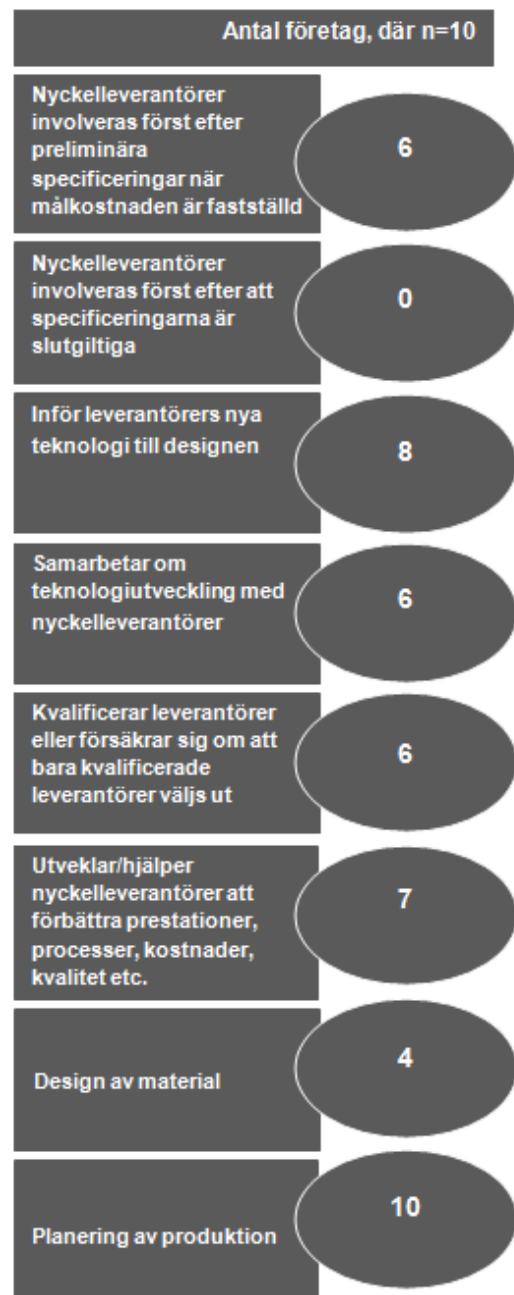 Antal företag, där n=10
Nyckelleverantörer
involveras först efter
preliminära
specificeringar när
målkostnaden är fastställd
6
Nyckelleverantörer
involveras först efter att
specificeringarna är
slutgiltiga
0
Inför leverantörers nya
teknologi till designen
8
Samarbetar om
teknologiutveckling med
nyckelleverantörer
6
Kvalificerar leverantörer
eller försäkrar sig om att
bara kvalificerade
leverantörer väljs ut
6
Utveklar/hjälper
nyckelleverantörer att
förbättra prestationer,
processer, kostnader,
kvalitet etc.
7
Design av material
4
Planering av produktion
10